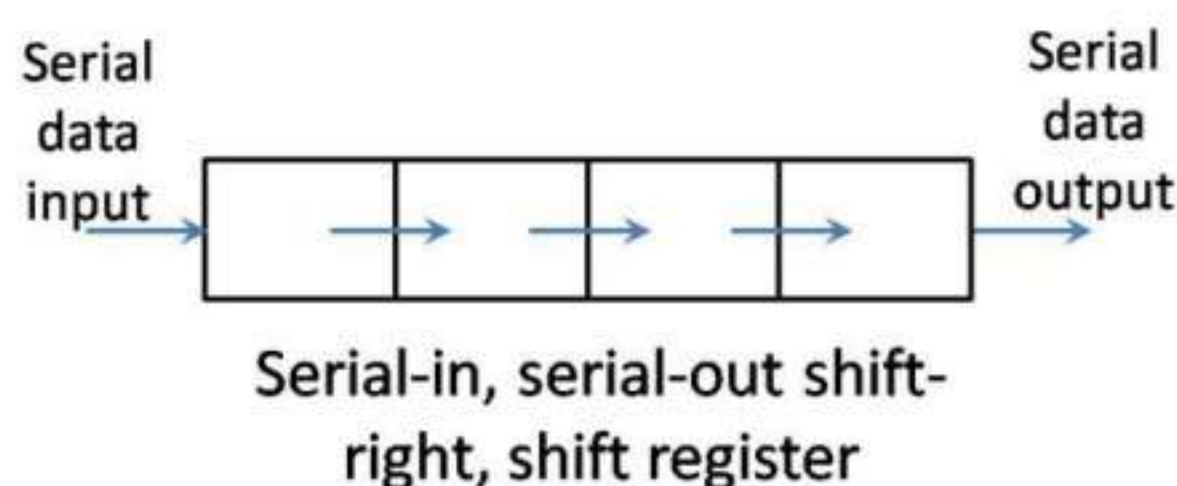 Serial
data
input
Serial
data
output
Serial-in, serial-out shift-
right, shift register